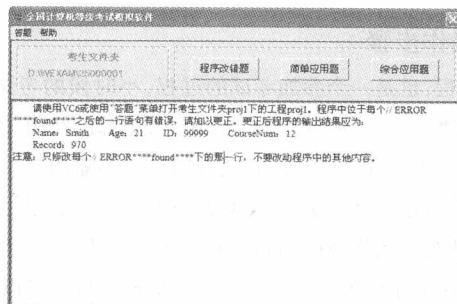 全国计算机等级考试模拟软件
答题 帮助
考生文件夹
D:\WEXAM\25000001
程序改错题 简单应用题 综合应用题
请使用VC6或使用"答题"菜单打开考生文件夹proj1下的工程proj1。程序中位于每个// ERROR
****found****之后的一行语句有错误，请加以更正。更正后程序的输出结果应为：
Name: Smith Age: 21 ID: 99999 CourseNum: 12
Record: 970
注意：只修改每个// ERROR****found****下的那一行，不要改动程序中的其他内容。